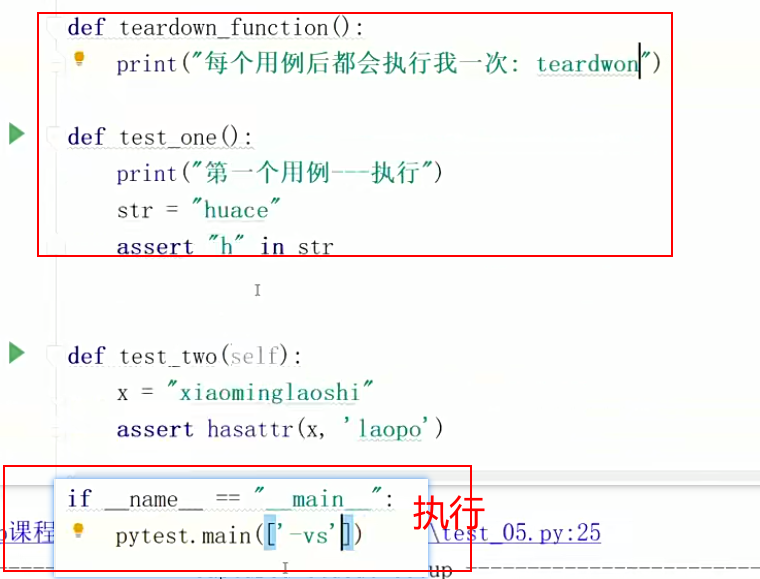 def teardown_function():
print("每个用例后都会执行我一次: teardwon")
def test_one():
print("第一个用例---执行")
str = "huace"
assert "h" in str
def test_two(self):
x = "xiaominglaoshi"
assert hasattr(x, 'laopo')
if __name__ == "__main__":
pytest.main(['-vs'])
执行
课程
\test_05.py:25